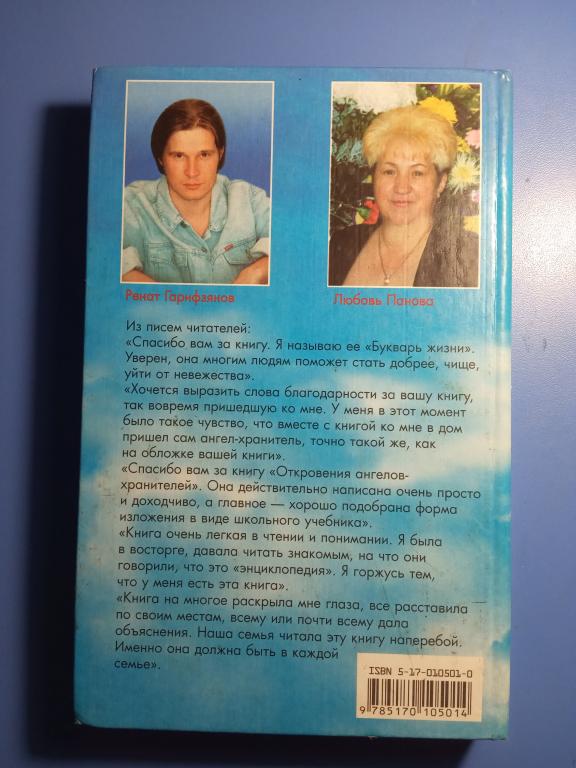 Ренат Гарифзянов
Любовь Панова
Из писем читателей:
«Спасибо вам за книгу. Я называю ее «Букварь жизни».
Уверен, она многим людям поможет стать добрее, чище,
уйти от невежества».
«Хочется выразить слова благодарности за вашу книгу,
так вовремя пришедшую ко мне. У меня в этот момент
было такое чувство, что вместе с книгой ко мне в дом
пришел сам ангел-хранитель, точно такой же, как
на обложке вашей книги».
«Спасибо вам за книгу «Откровения ангелов-
хранителей». Она действительно написана очень просто
и доходчиво, а главное — хорошо подобрана форма
изложения в виде школьного учебника».
«Книга очень легкая в чтении и понимании. Я была
в восторге, давала читать знакомым, на что они
говорили, что это «энциклопедия». Я горжусь тем,
что у меня есть эта книга».
«Книга на многое раскрыла мне глаза, все расставила
по своим местам, всему или почти всему дала
объяснения. Наша семья читала эту книгу наперебой.
Именно она должна быть в каждой
семье».
ISBN 5-17-010501-0
9 785170 105014